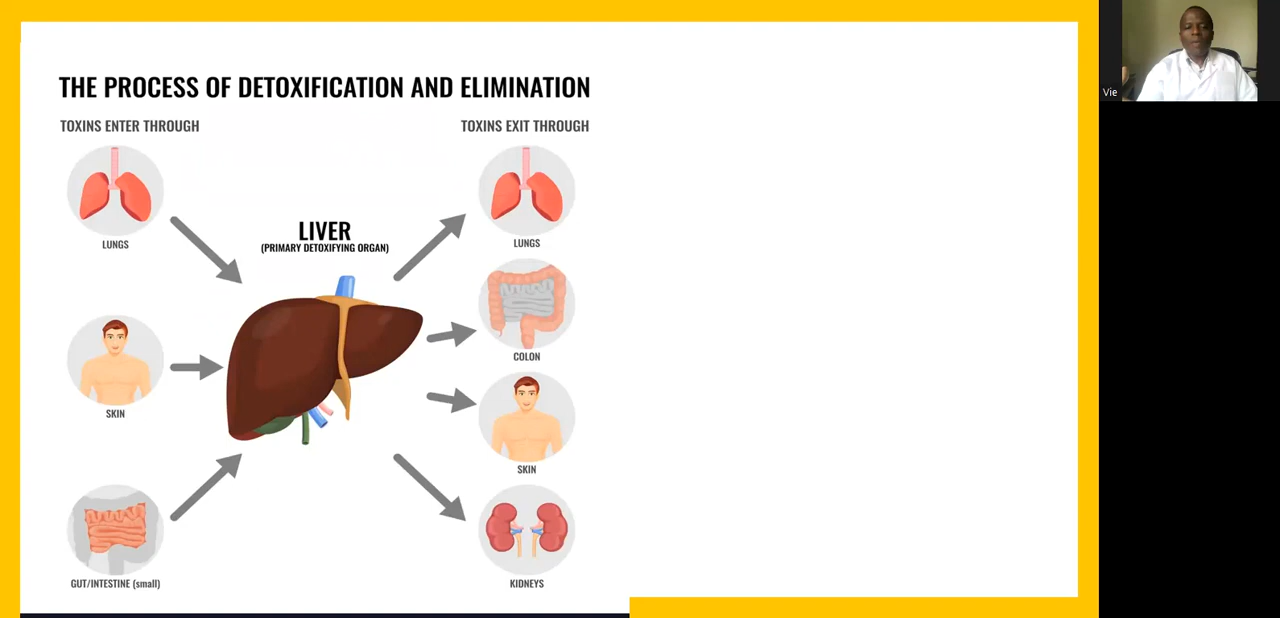 THE PROCESS OF DETOXIFICATION AND ELIMINATION
TOXINS ENTER THROUGH
TOXINS EXIT THROUGH
LUNGS
SKIN
GUT/INTESTINE (small)
LIVER
(PRIMARY DETOXIFYING ORGAN)
LUNGS
COLON
SKIN
KIDNEYS
Vie